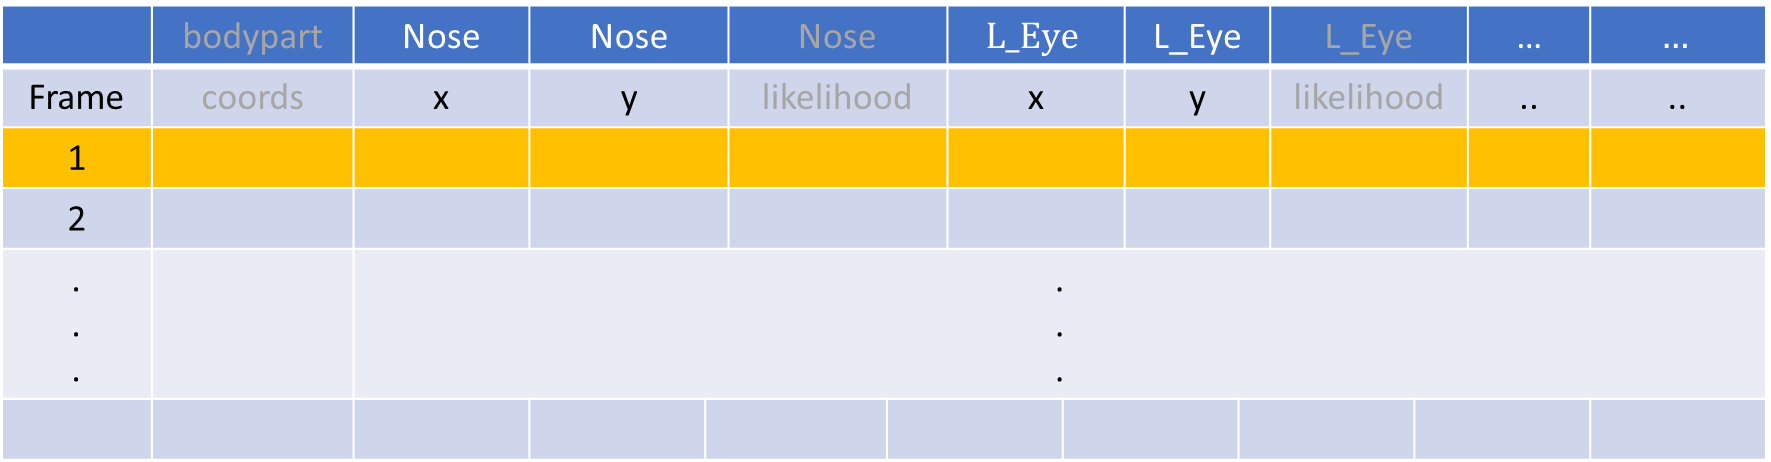 bodypart Nose Nose Nose L_Eye L_Eye L_Eye ... ...
Frame coords x y likelihood x y likelihood .. ..
1
2
. .
. .
. .